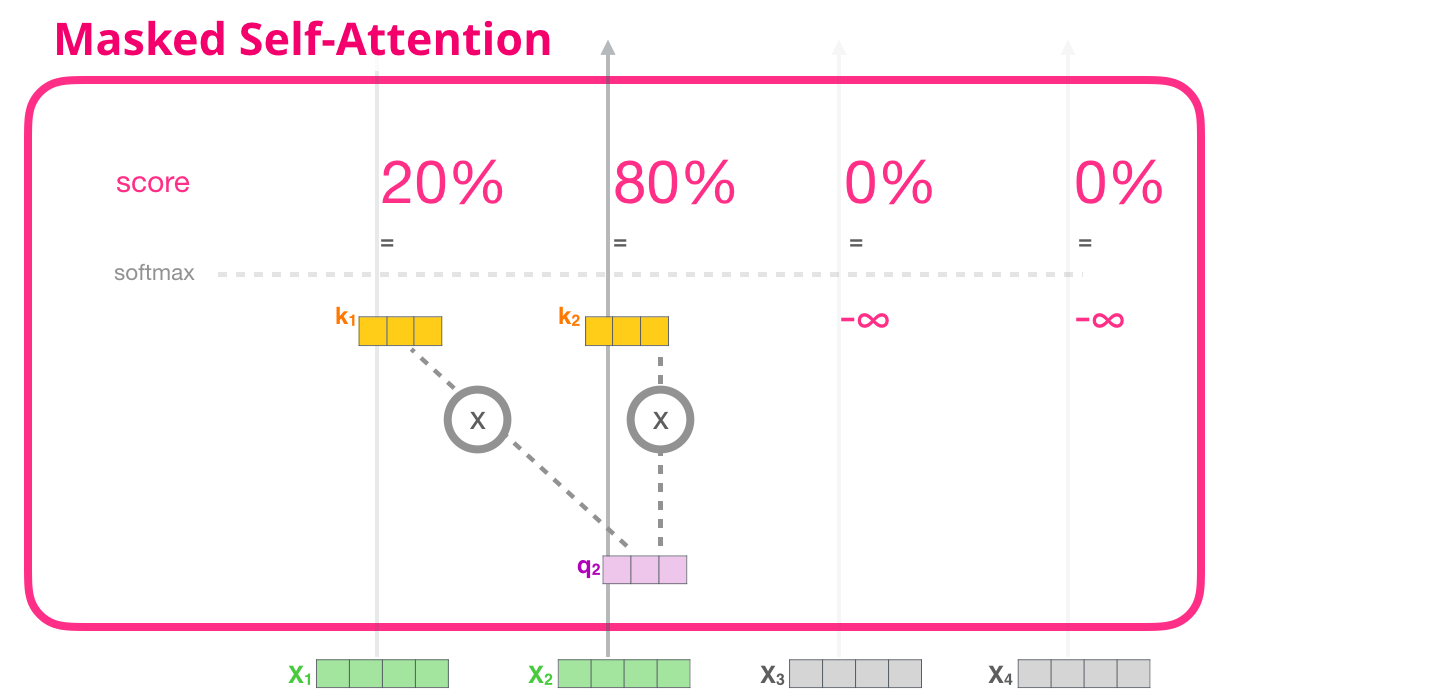 Masked Self-Attention
score 20% 80% 0% 0%
= = = =
softmax
k1 k2 -∞ -∞
x x
q2
X1 X2 X3 X4